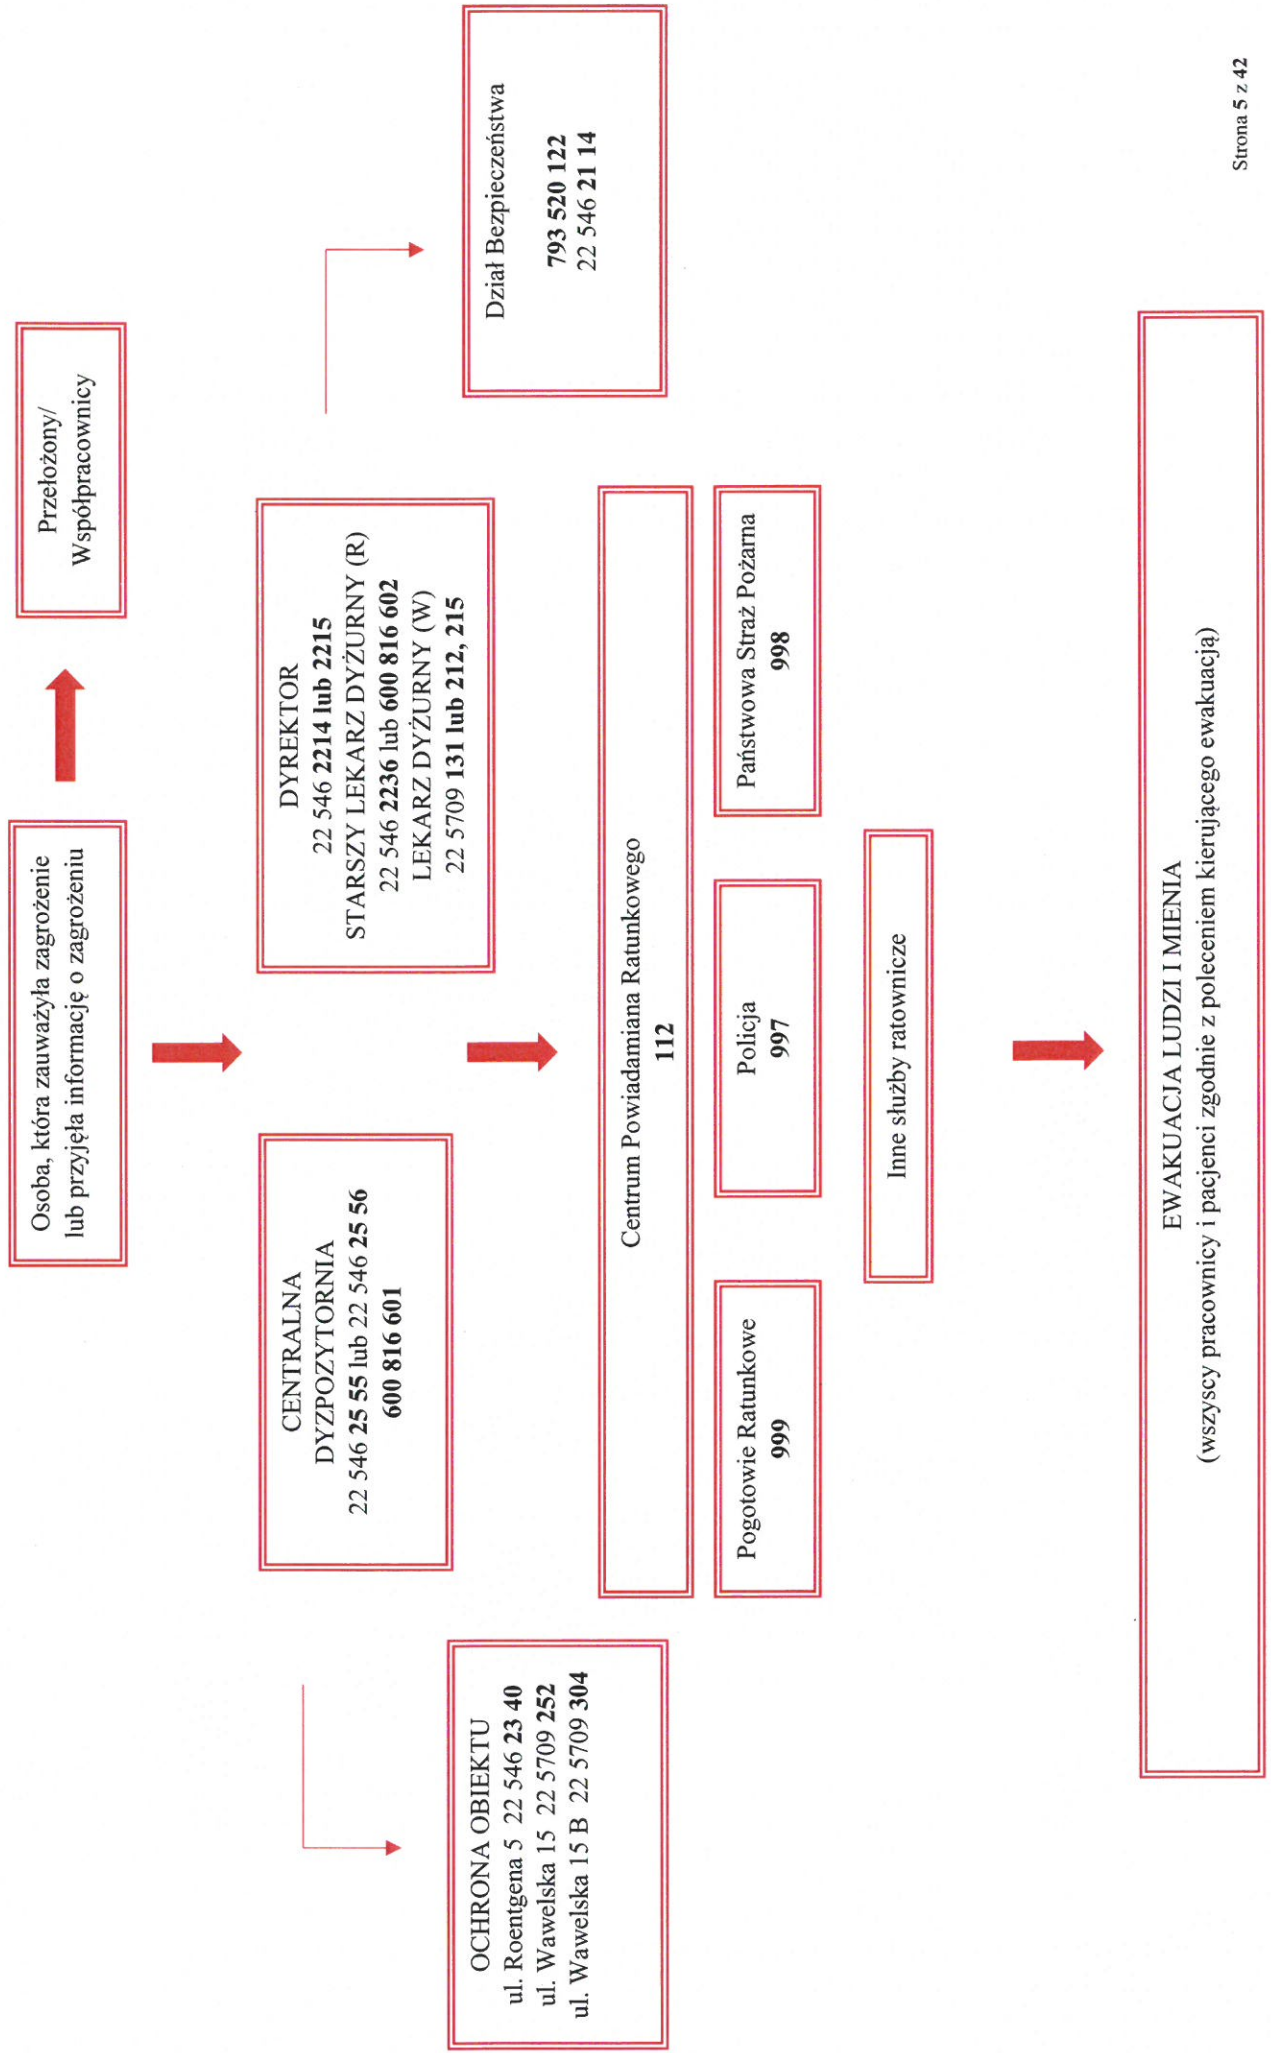 Osoba, która zauważyła zagrożenie
lub przyjęła informację o zagrożeniu
Przełożony/
Współpracownicy
CENTRALNA
DYZPOZYTORNIA
22 546 25 55 lub 22 546 25 56
600 816 601
DYREKTOR
22 546 2214 lub 2215
STARSZY LEKARZ DYŻURNY (R)
22 546 2236 lub 600 816 602
LEKARZ DYŻURNY (W)
22 5709 131 lub 212, 215
OCHRONA OBIEKTU
ul. Roentgena 5 22 546 23 40
ul. Wawelska 15 22 5709 252
ul. Wawelska 15 B 22 5709 304
Dział Bezpieczeństwa
793 520 122
22 546 21 14
Centrum Powiadamiana Ratunkowego
112
Pogotowie Ratunkowe
999
Policja
997
Państwowa Straż Pożarna
998
Inne służby ratownicze
EWAKUACJA LUDZI I MIENIA
(wszyscy pracownicy i pacjenci zgodnie z poleceniem kierującego ewakuacją)
Strona 5 z 42